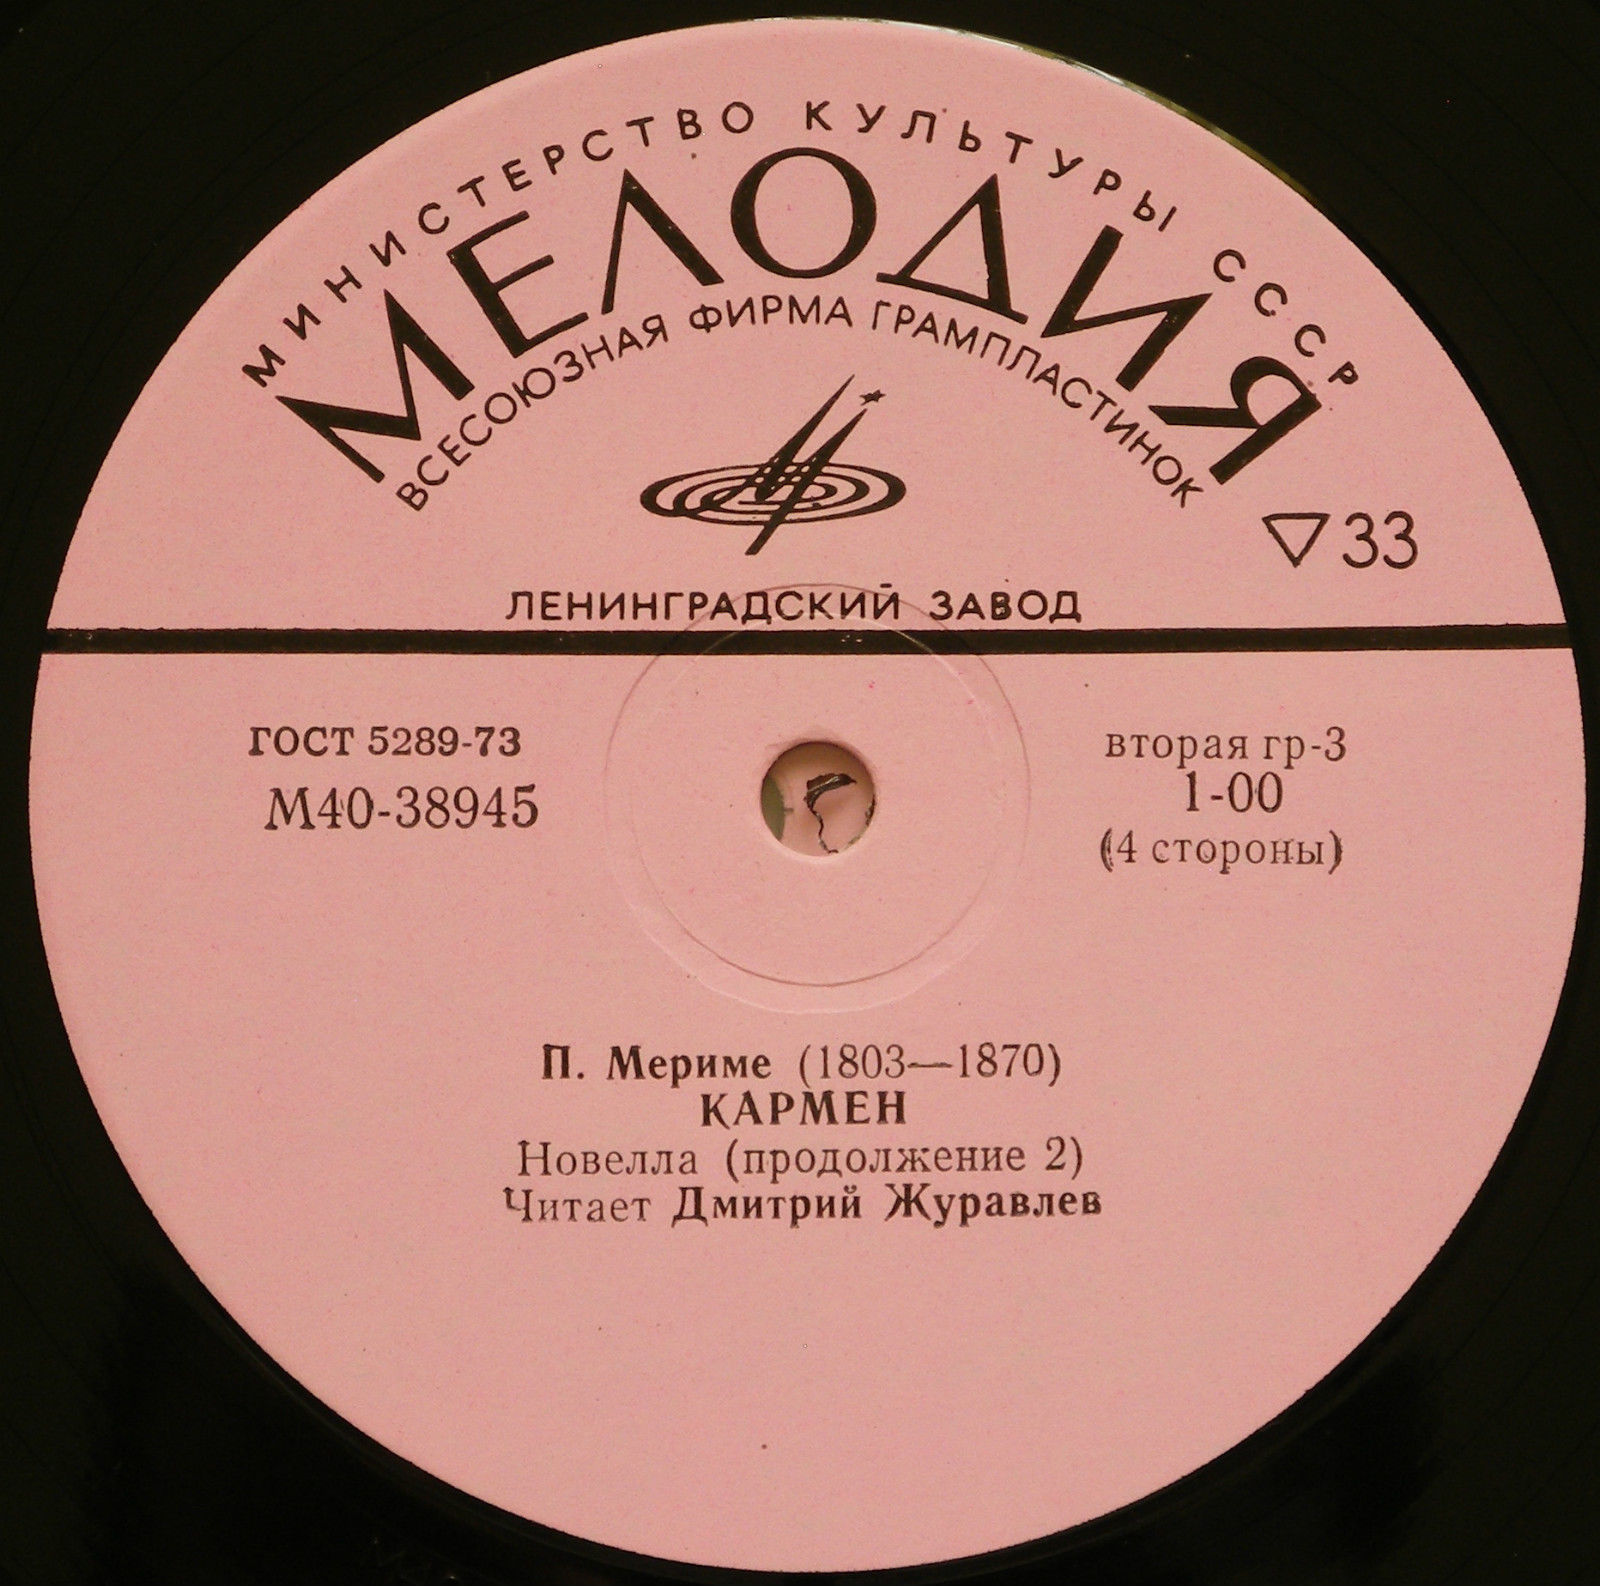 МИНИСТЕРСТВО КУЛЬТУРЫ СССР
МЕЛОДИЯ
ВСЕСОЮЗНАЯ ФИРМА ГРАМПЛАСТИНОК
33
ЛЕНИНГРАДСКИЙ ЗАВОД
ГОСТ 5289-73
М40-38945
вторая гр-3
1-00
(4 стороны)
П. Мериме (1803—1870)
КАРМЕН
Новелла (продолжение 2)
Читает Дмитрий Журавлев